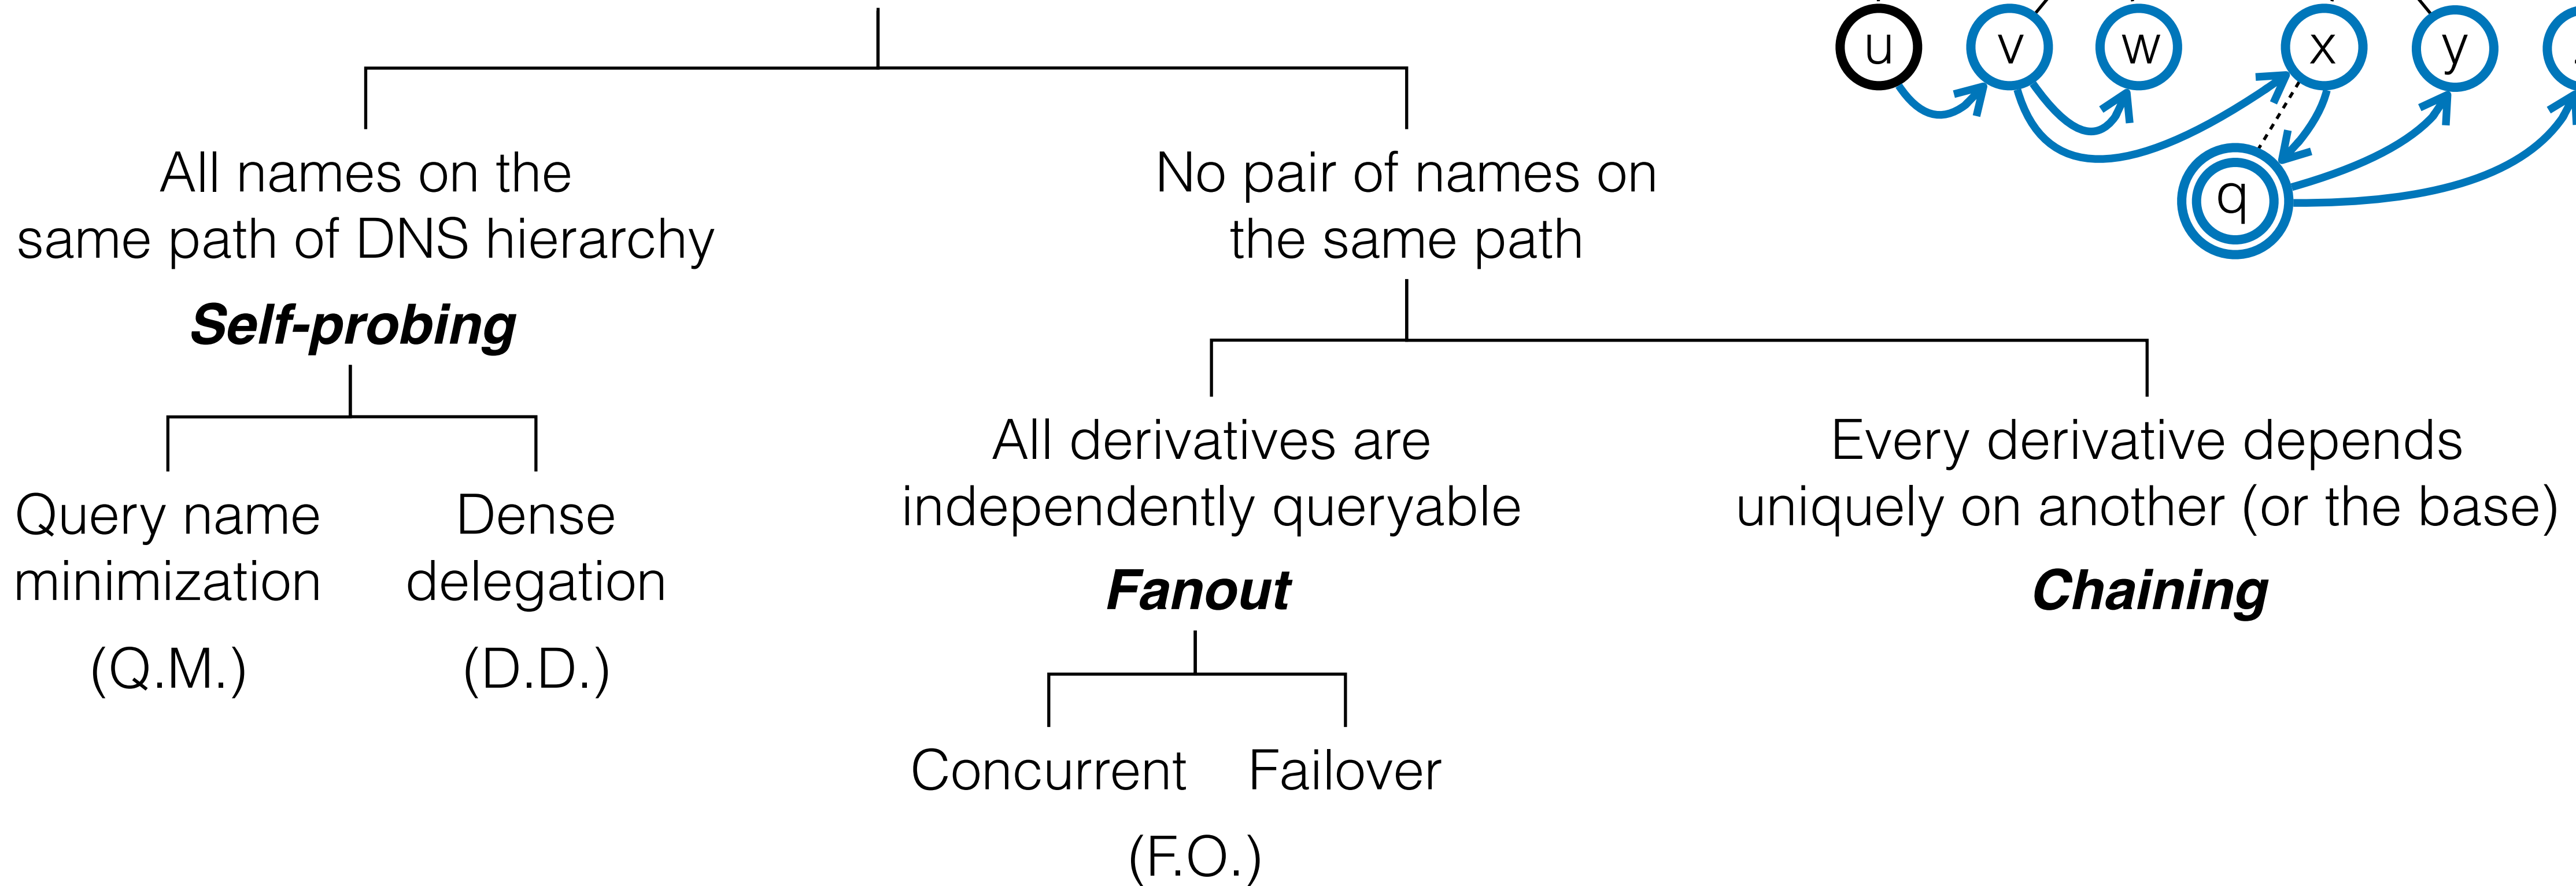 u v w x y
q
All names on the
same path of DNS hierarchy
Self-probing
No pair of names on
the same path
Query name
minimization
(Q.M.)
Dense
delegation
(D.D.)
All derivatives are
independently queryable
Fanout
Concurrent
Failover
(F.O.)
Every derivative depends
uniquely on another (or the base)
Chaining